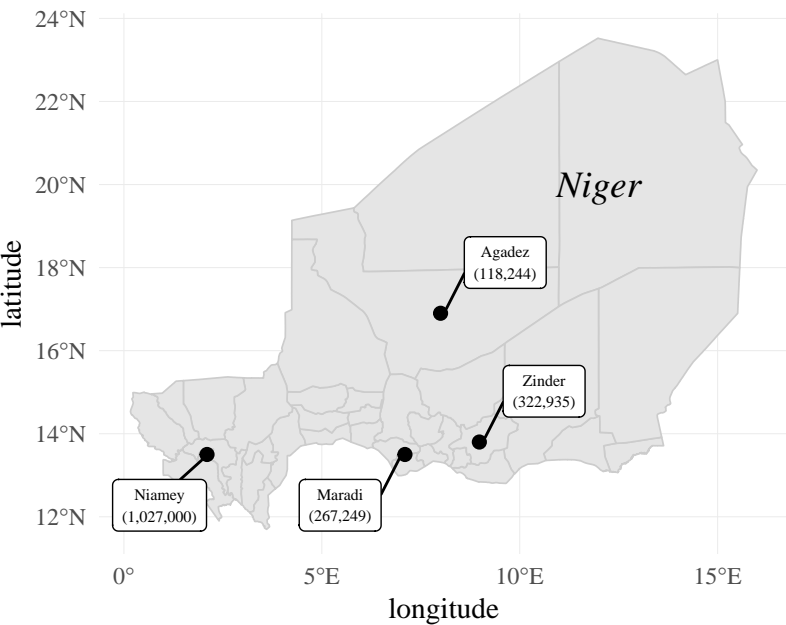 24°N
22°N
20°N
18°N
16°N
14°N
12°N
latitude
Niger
Agadez
(118,244)
Zinder
(322,935)
Niamey
(1,027,000)
Maradi
(267,249)
0°
5°E
10°E
15°E
longitude